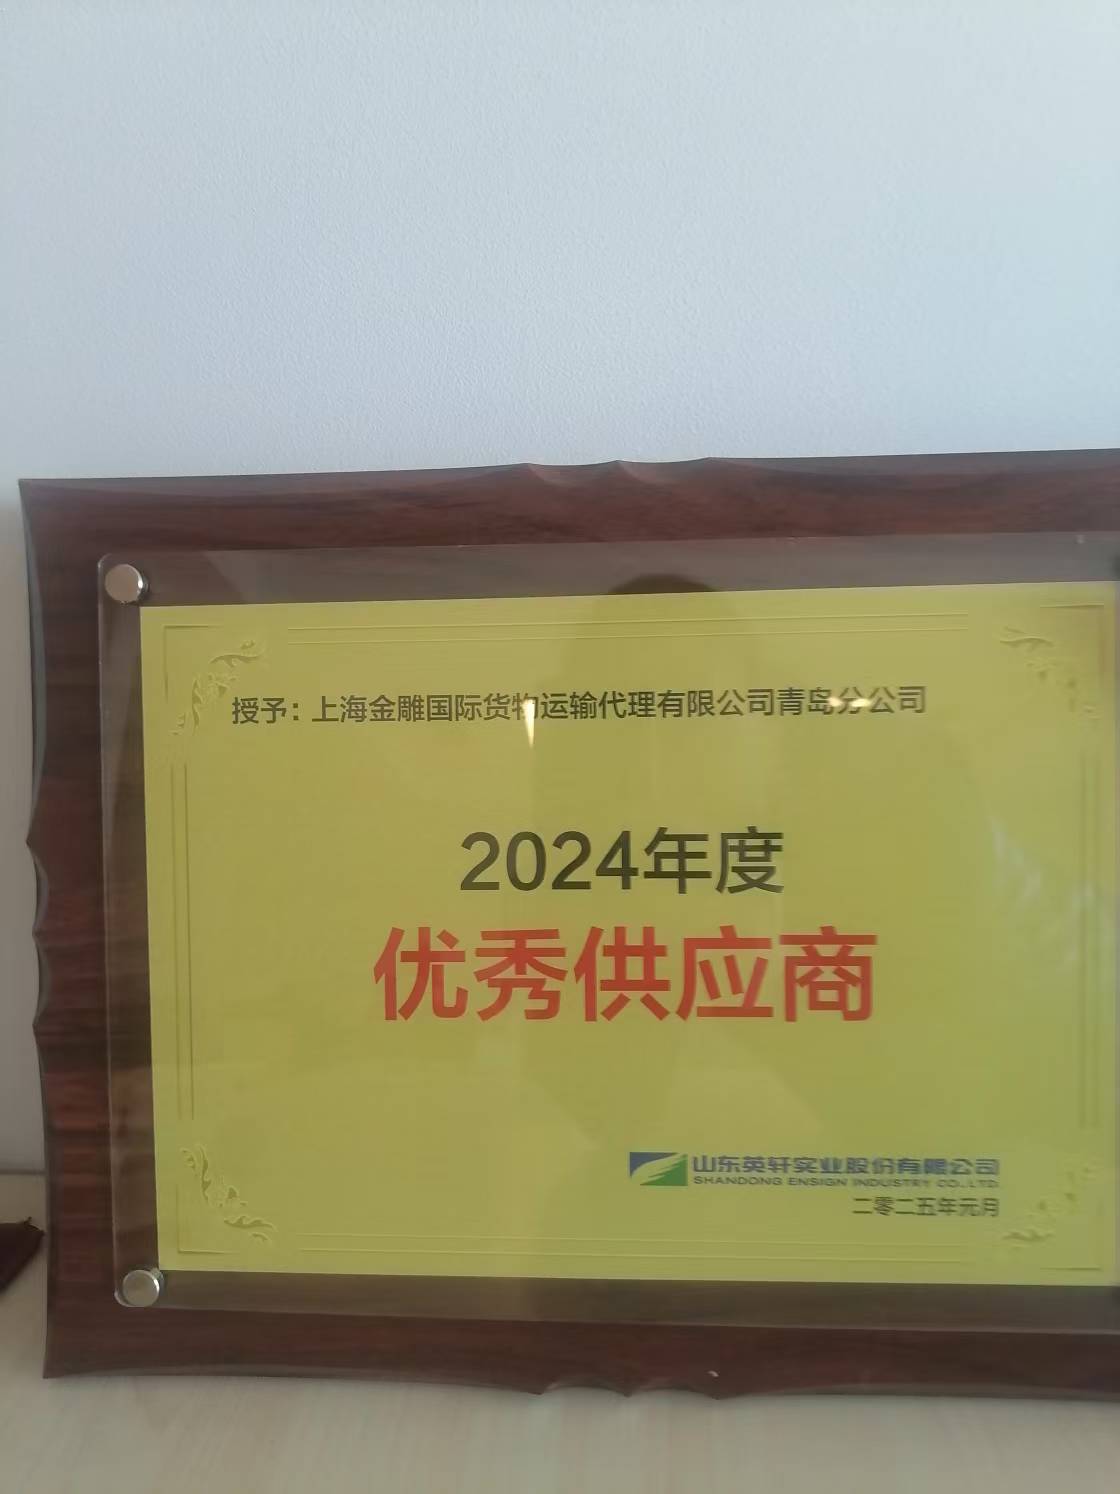 授予：上海金雕国际货物运输代理有限公司青岛分公司
2024年度
优秀供应商
山东英轩实业股份有限公司
SHANDONG ENSIGN INDUSTRY CO.,LTD.
二零二五年元月